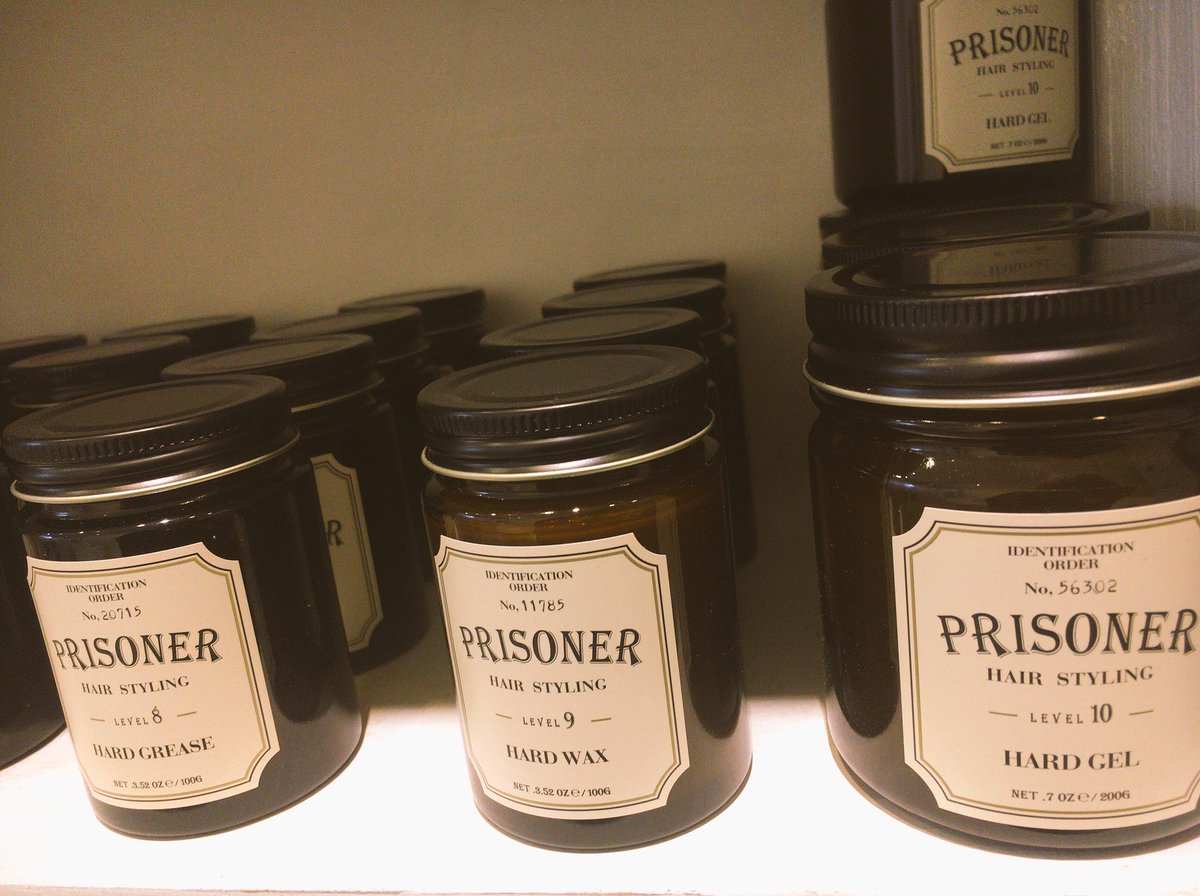 No, 56302
PRISONER
HAIR STYLING
LEVEL 10
HARD GEL
IDENTIFICATION
ORDER
No, 20715
PRISONER
HAIR STYLING
LEVEL 8
HARD GREASE
NET .3.52 OZ ℮ / 100G
IDENTIFICATION
ORDER
No, 11785
PRISONER
HAIR STYLING
LEVEL 9
HARD WAX
NET .3.52 OZ ℮ / 100G
IDENTIFICATION
ORDER
No, 56302
PRISONER
HAIR STYLING
LEVEL 10
HARD GEL
NET .7 OZ ℮ / 200G